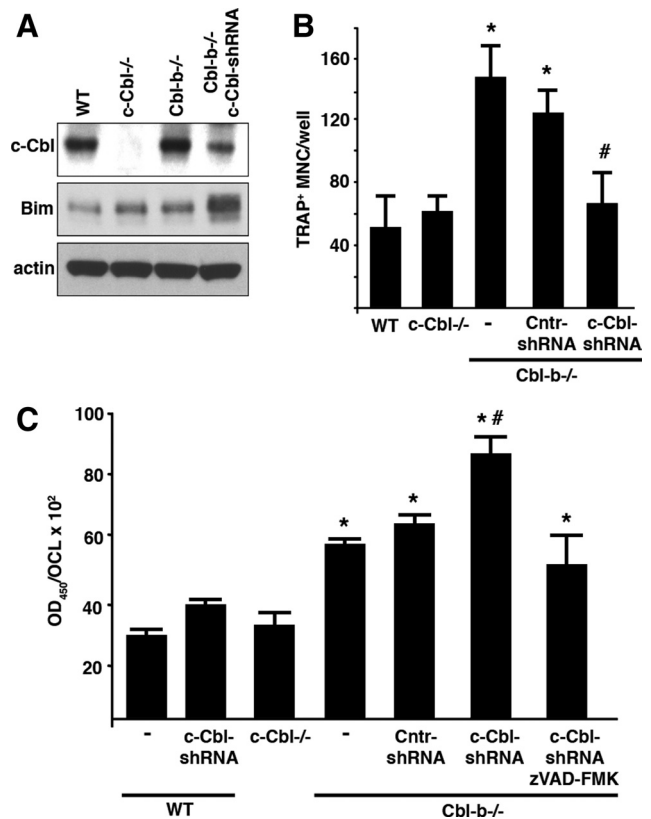 A
WT
c-Cbl-/-
Cbl-b-/-
Cbl-b-/-
c-Cbl-shRNA
c-Cbl
Bim
actin
B
TRAP⁺ MNC/well
160
120
80
40
*
*
#
WT
c-Cbl-/-
-
Cntr-
shRNA
c-Cbl-
shRNA
Cbl-b-/-
C
OD₄₅₀/OCL x 10²
100
80
60
40
20
*
*
* #
*
-
c-Cbl-
shRNA
c-Cbl-/-
-
Cntr-
shRNA
c-Cbl-
shRNA
c-Cbl-
shRNA
zVAD-FMK
WT
Cbl-b-/-